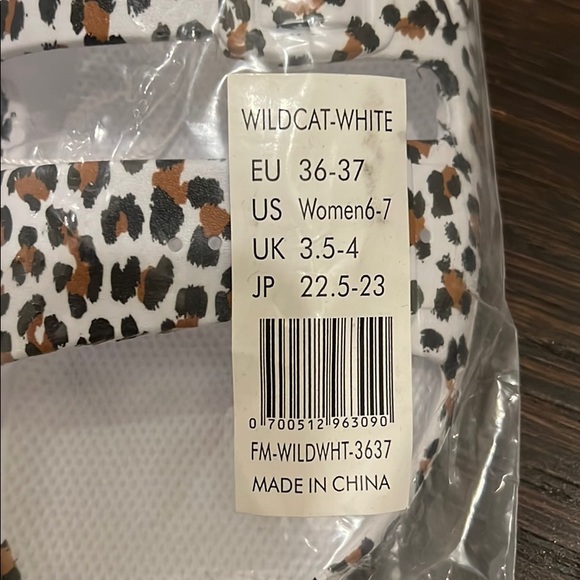 WILDCAT-WHITE
EU 36-37
US Women6-7
UK 3.5-4
JP 22.5-23
0 700512 963090
FM-WILDWHT-3637
MADE IN CHINA